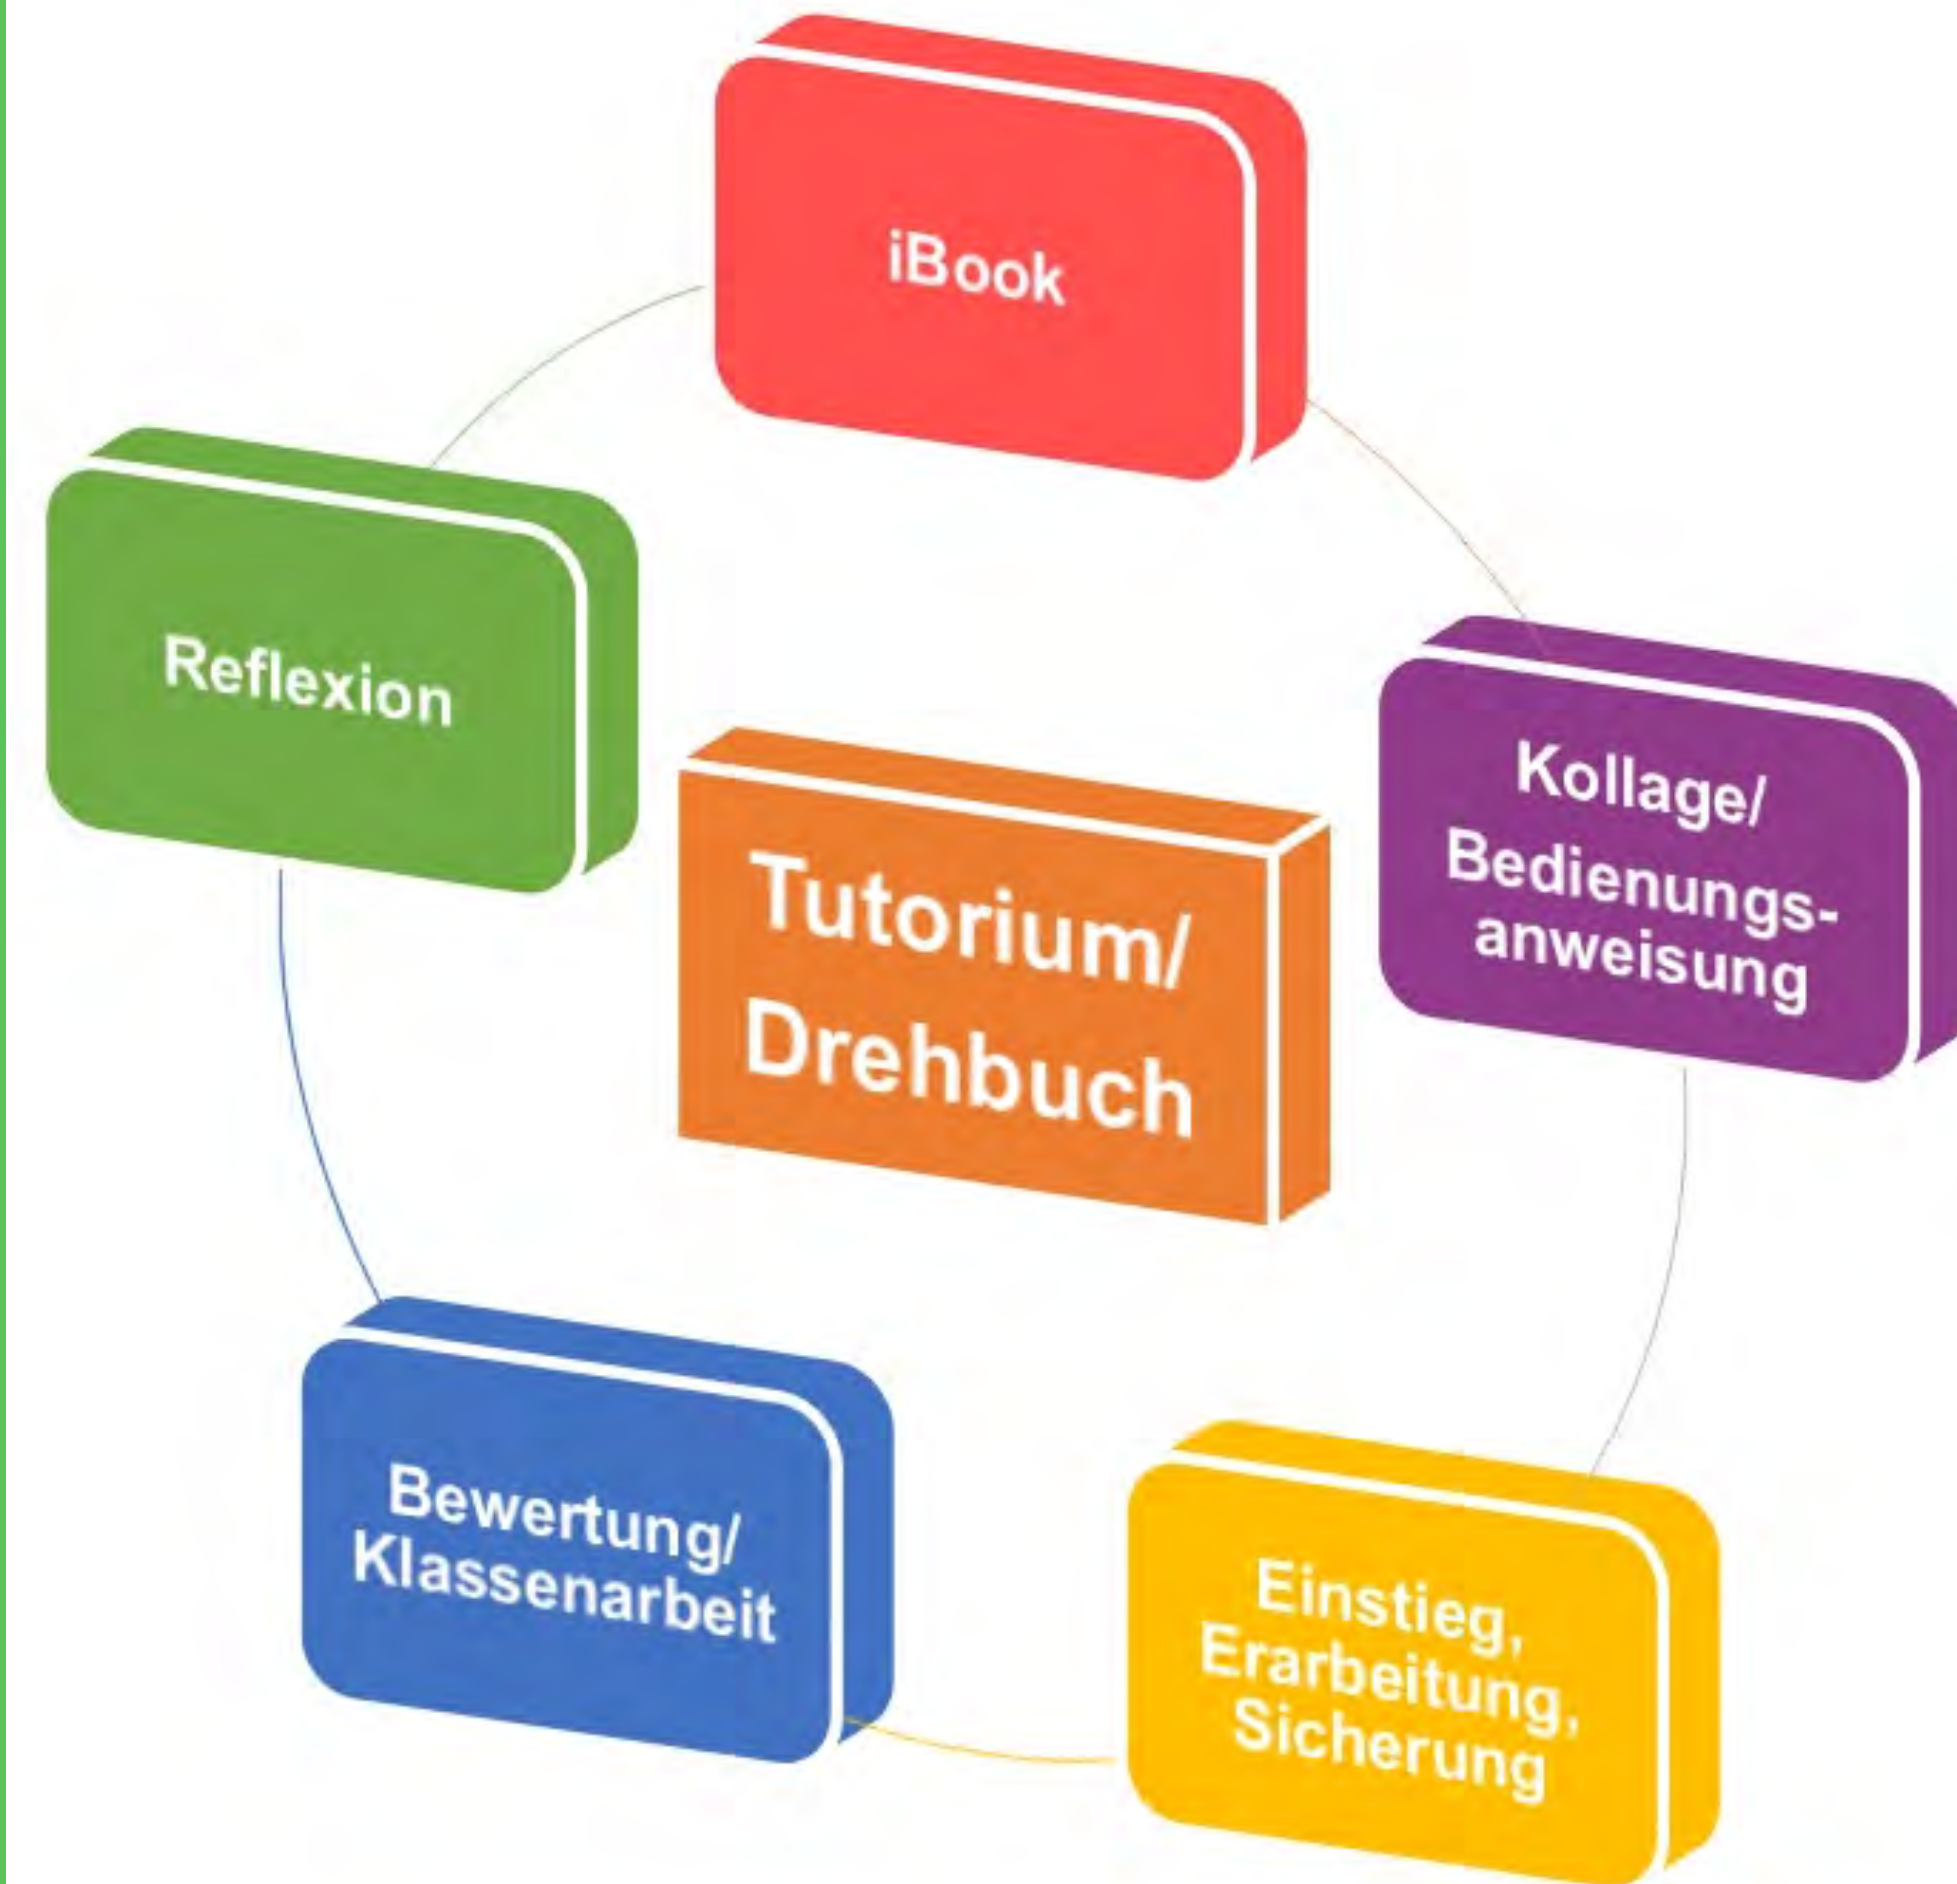 iBook
Reflexion
Kollage/
Bedienungs-
anweisung
Tutorium/
Drehbuch
Bewertung/
Klassenarbeit
Einstieg,
Erarbeitung,
Sicherung